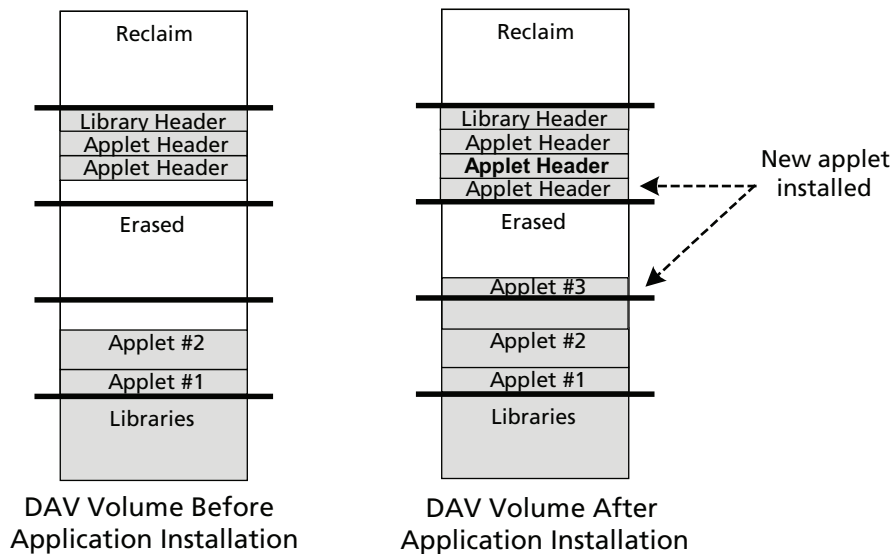 Reclaim
Library Header
Applet Header
Applet Header
Erased
Applet #2
Applet #1
Libraries
DAV Volume Before
Application Installation
Reclaim
Library Header
Applet Header
Applet Header
Applet Header
Erased
Applet #3
Applet #2
Applet #1
Libraries
DAV Volume After
Application Installation
New applet
installed